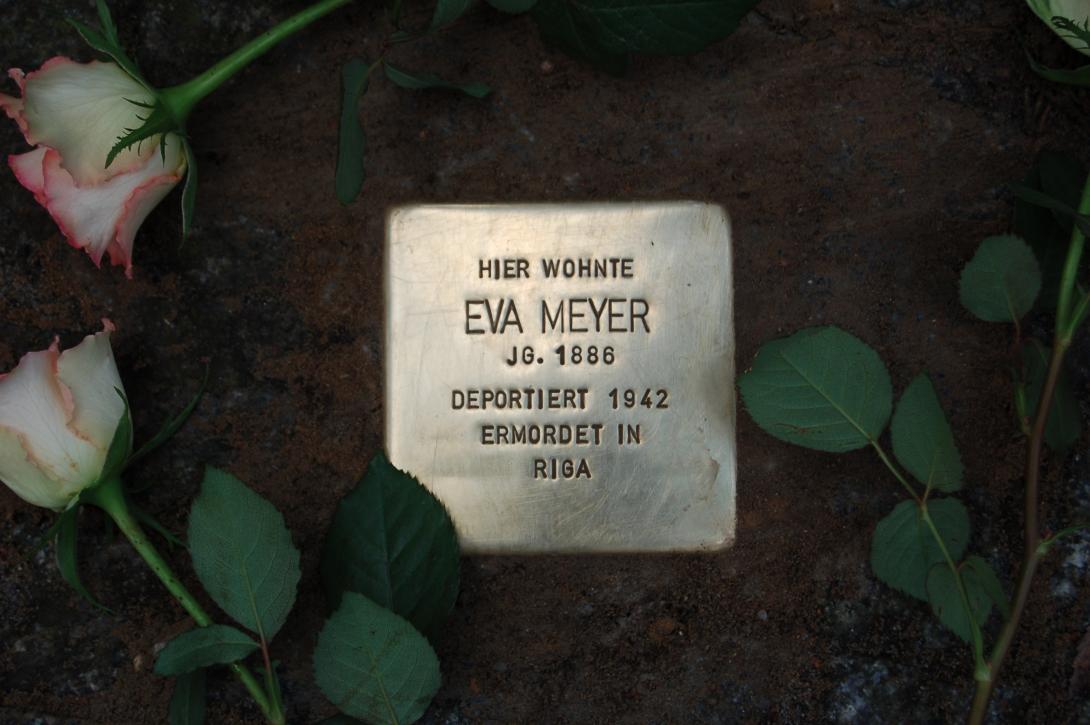 HIER WOHNTE
EVA MEYER
JG. 1886
DEPORTIERT 1942
ERMORDET IN
RIGA